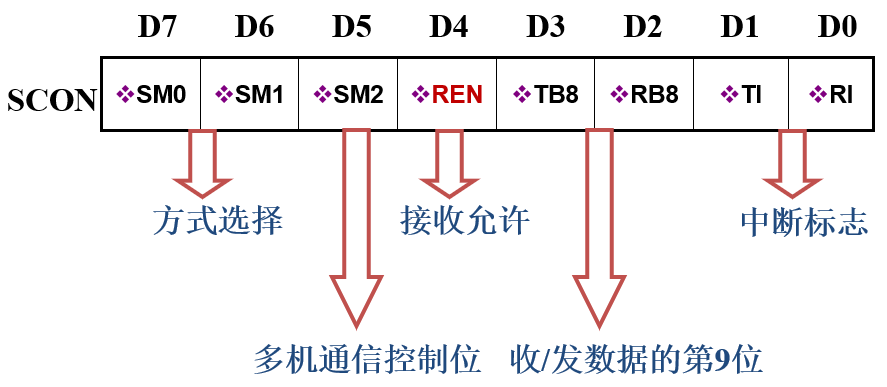 D7 D6 D5 D4 D3 D2 D1 D0
SCON ❖SM0 ❖SM1 ❖SM2 ❖REN ❖TB8 ❖RB8 ❖TI ❖RI
方式选择 接收允许 中断标志
多机通信控制位 收/发数据的第9位